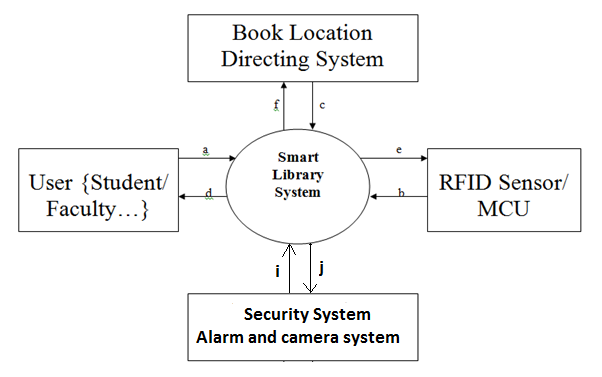 Book Location
Directing System
f
c
a
Smart
Library
System
e
User {Student/
Faculty...}
d
RFID Sensor/
MCU
b
i
j
Security System
Alarm and camera system